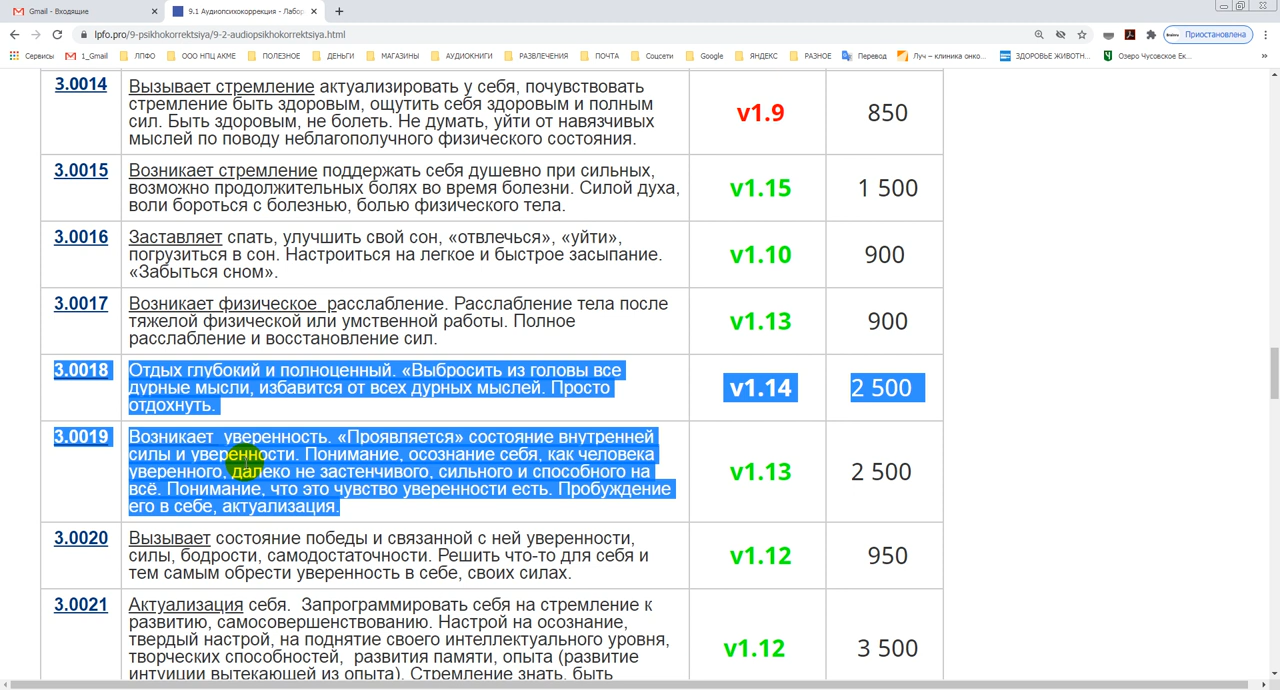 Gmail - Входящие
9.1 Аудиопсихокоррекция - Лабор
lpfo.pro/9-psikhokorrektsiya/9-2-audiopsikhokorrektsiya.html
Приостановлена
Сервисы 1_Gmail ЛПФО ООО НПЦ АКМЕ ПОЛЕЗНОЕ ДЕНЬГИ МАГАЗИНЫ АУДИОКНИГИ РАЗВЛЕЧЕНИЯ ПОЧТА Соцсети Google ЯНДЕКС РАЗНОЕ Перевод Луч – клиника онко... ЗДОРОВЬЕ ЖИВОТН... Озеро Чусовское Ек... »
3.0014
Вызывает стремление актуализировать у себя, почувствовать
стремление быть здоровым, ощутить себя здоровым и полным
сил. Быть здоровым, не болеть. Не думать, уйти от навязчивых
мыслей по поводу неблагополучного физического состояния.
v1.9
850
3.0015
Возникает стремление поддержать себя душевно при сильных,
возможно продолжительных болях во время болезни. Силой духа,
воли бороться с болезнью, болью физического тела.
v1.15
1 500
3.0016
Заставляет спать, улучшить свой сон, «отвлечься», «уйти»,
погрузиться в сон. Настроиться на легкое и быстрое засыпание.
«Забыться сном».
v1.10
900
3.0017
Возникает физическое расслабление. Расслабление тела после
тяжелой физической или умственной работы. Полное
расслабление и восстановление сил.
v1.13
900
3.0018
Отдых глубокий и полноценный. «Выбросить из головы все
дурные мысли, избавится от всех дурных мыслей. Просто
отдохнуть.
v1.14
2 500
3.0019
Возникает уверенность. «Проявляется» состояние внутренней
силы и уверенности. Понимание, осознание себя, как человека
уверенного, далеко не застенчивого, сильного и способного на
всё. Понимание, что это чувство уверенности есть. Пробуждение
его в себе, актуализация.
v1.13
2 500
3.0020
Вызывает состояние победы и связанной с ней уверенности,
силы, бодрости, самодостаточности. Решить что-то для себя и
тем самым обрести уверенность в себе, своих силах.
v1.12
950
3.0021
Актуализация себя. Запрограммировать себя на стремление к
развитию, самосовершенствованию. Настрой на осознание,
твердый настрой, на поднятие своего интеллектуального уровня,
творческих способностей, развития памяти, опыта (развитие
интуиции вытекающей из опыта). Стремление знать, быть
v1.12
3 500